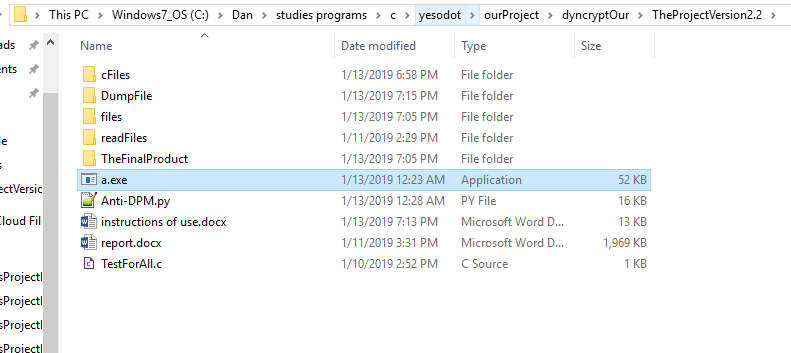 This PC > Windows7_OS (C:) > Dan > studies programs > c > yesodot > ourProject > dyncryptOur > TheProjectVersion2.2 >
Name Date modified Type Size
cFiles 1/13/2019 6:58 PM File folder
DumpFile 1/13/2019 7:15 PM File folder
files 1/13/2019 7:05 PM File folder
readFiles 1/11/2019 2:29 PM File folder
TheFinalProduct 1/13/2019 7:05 PM File folder
a.exe 1/13/2019 12:23 AM Application 52 KB
Anti-DPM.py 1/13/2019 12:28 AM PY File 16 KB
instructions of use.docx 1/13/2019 7:13 PM Microsoft Word D... 13 KB
report.docx 1/11/2019 3:31 PM Microsoft Word D... 1,969 KB
TestForAll.c 1/10/2019 2:52 PM C Source 1 KB
ads
ents
le
s
jectVersio
Cloud File
sProjectI
sProjectI
sProjectI
sProjectI